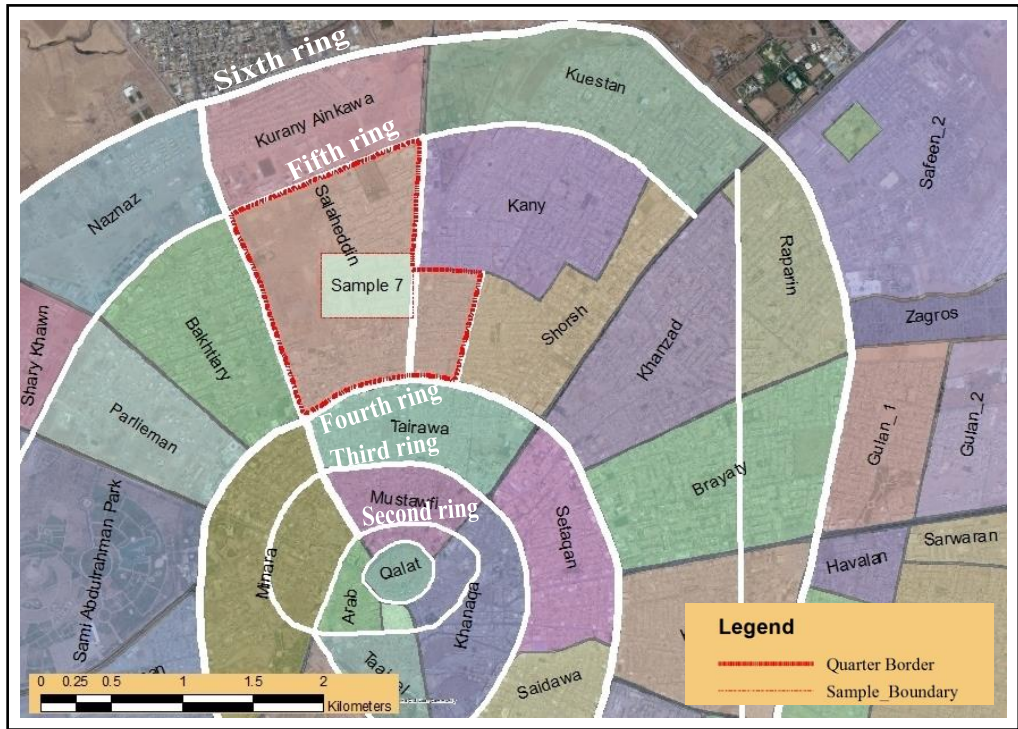 Sixth ring
Kuestan
Kurany Ainkawa
Safeen_2
Fifth ring
Naznaz
Salaheddin
Kany
Raparin
Sample 7
Zagros
Shorsh
Bakhtiary
Khanzad
Shary Khawn
Parlieman
Fourth ring
Tairawa
Gulan_1
Gulan_2
Third ring
Brayaty
Mustawfi
Second ring
Setaqan
Sami Abdulrahman Park
Minara
Qalat
Sarwaran
Havalan
Arab
Khanaqa
Saidawa
Legend
Quarter Border
Sample_Boundary
0 0.25 0.5 1 1.5 2
Kilometers